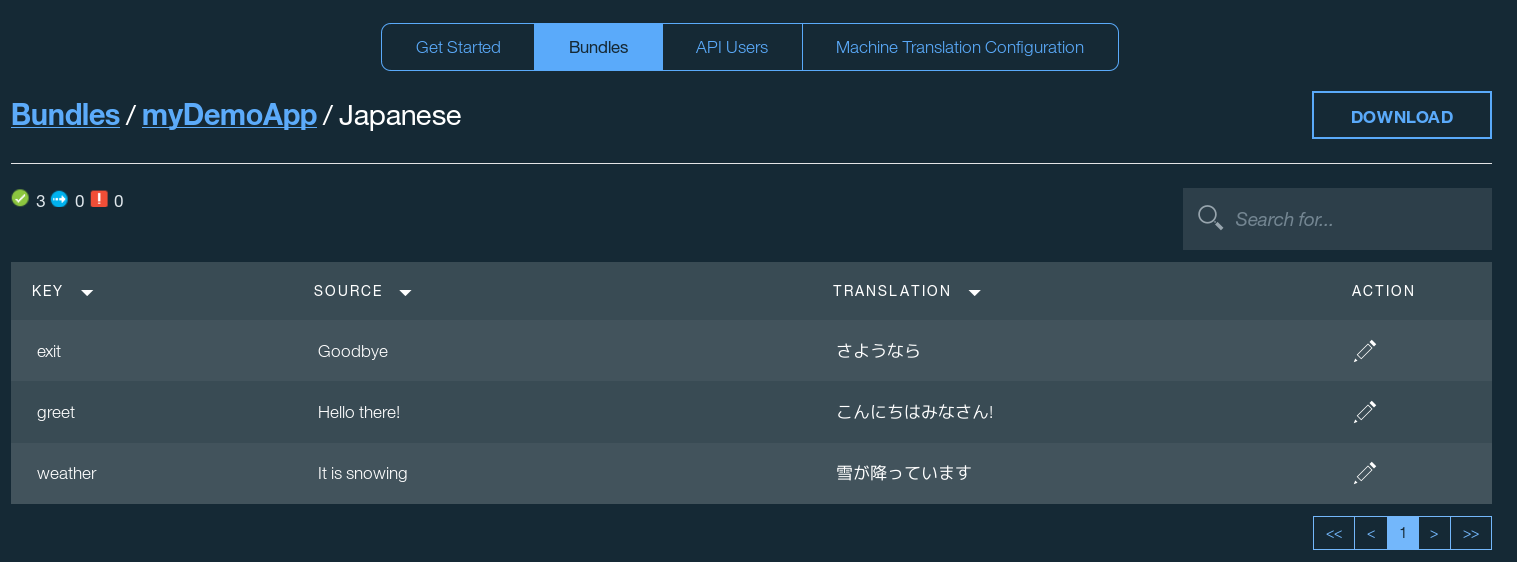 Get Started Bundles API Users Machine Translation Configuration
Bundles / myDemoApp / Japanese DOWNLOAD
3 0 0
Search for...
KEY SOURCE TRANSLATION ACTION
exit Goodbye さようなら
greet Hello there! こんにちはみなさん!
weather It is snowing 雪が降っています
<< < 1 > >>